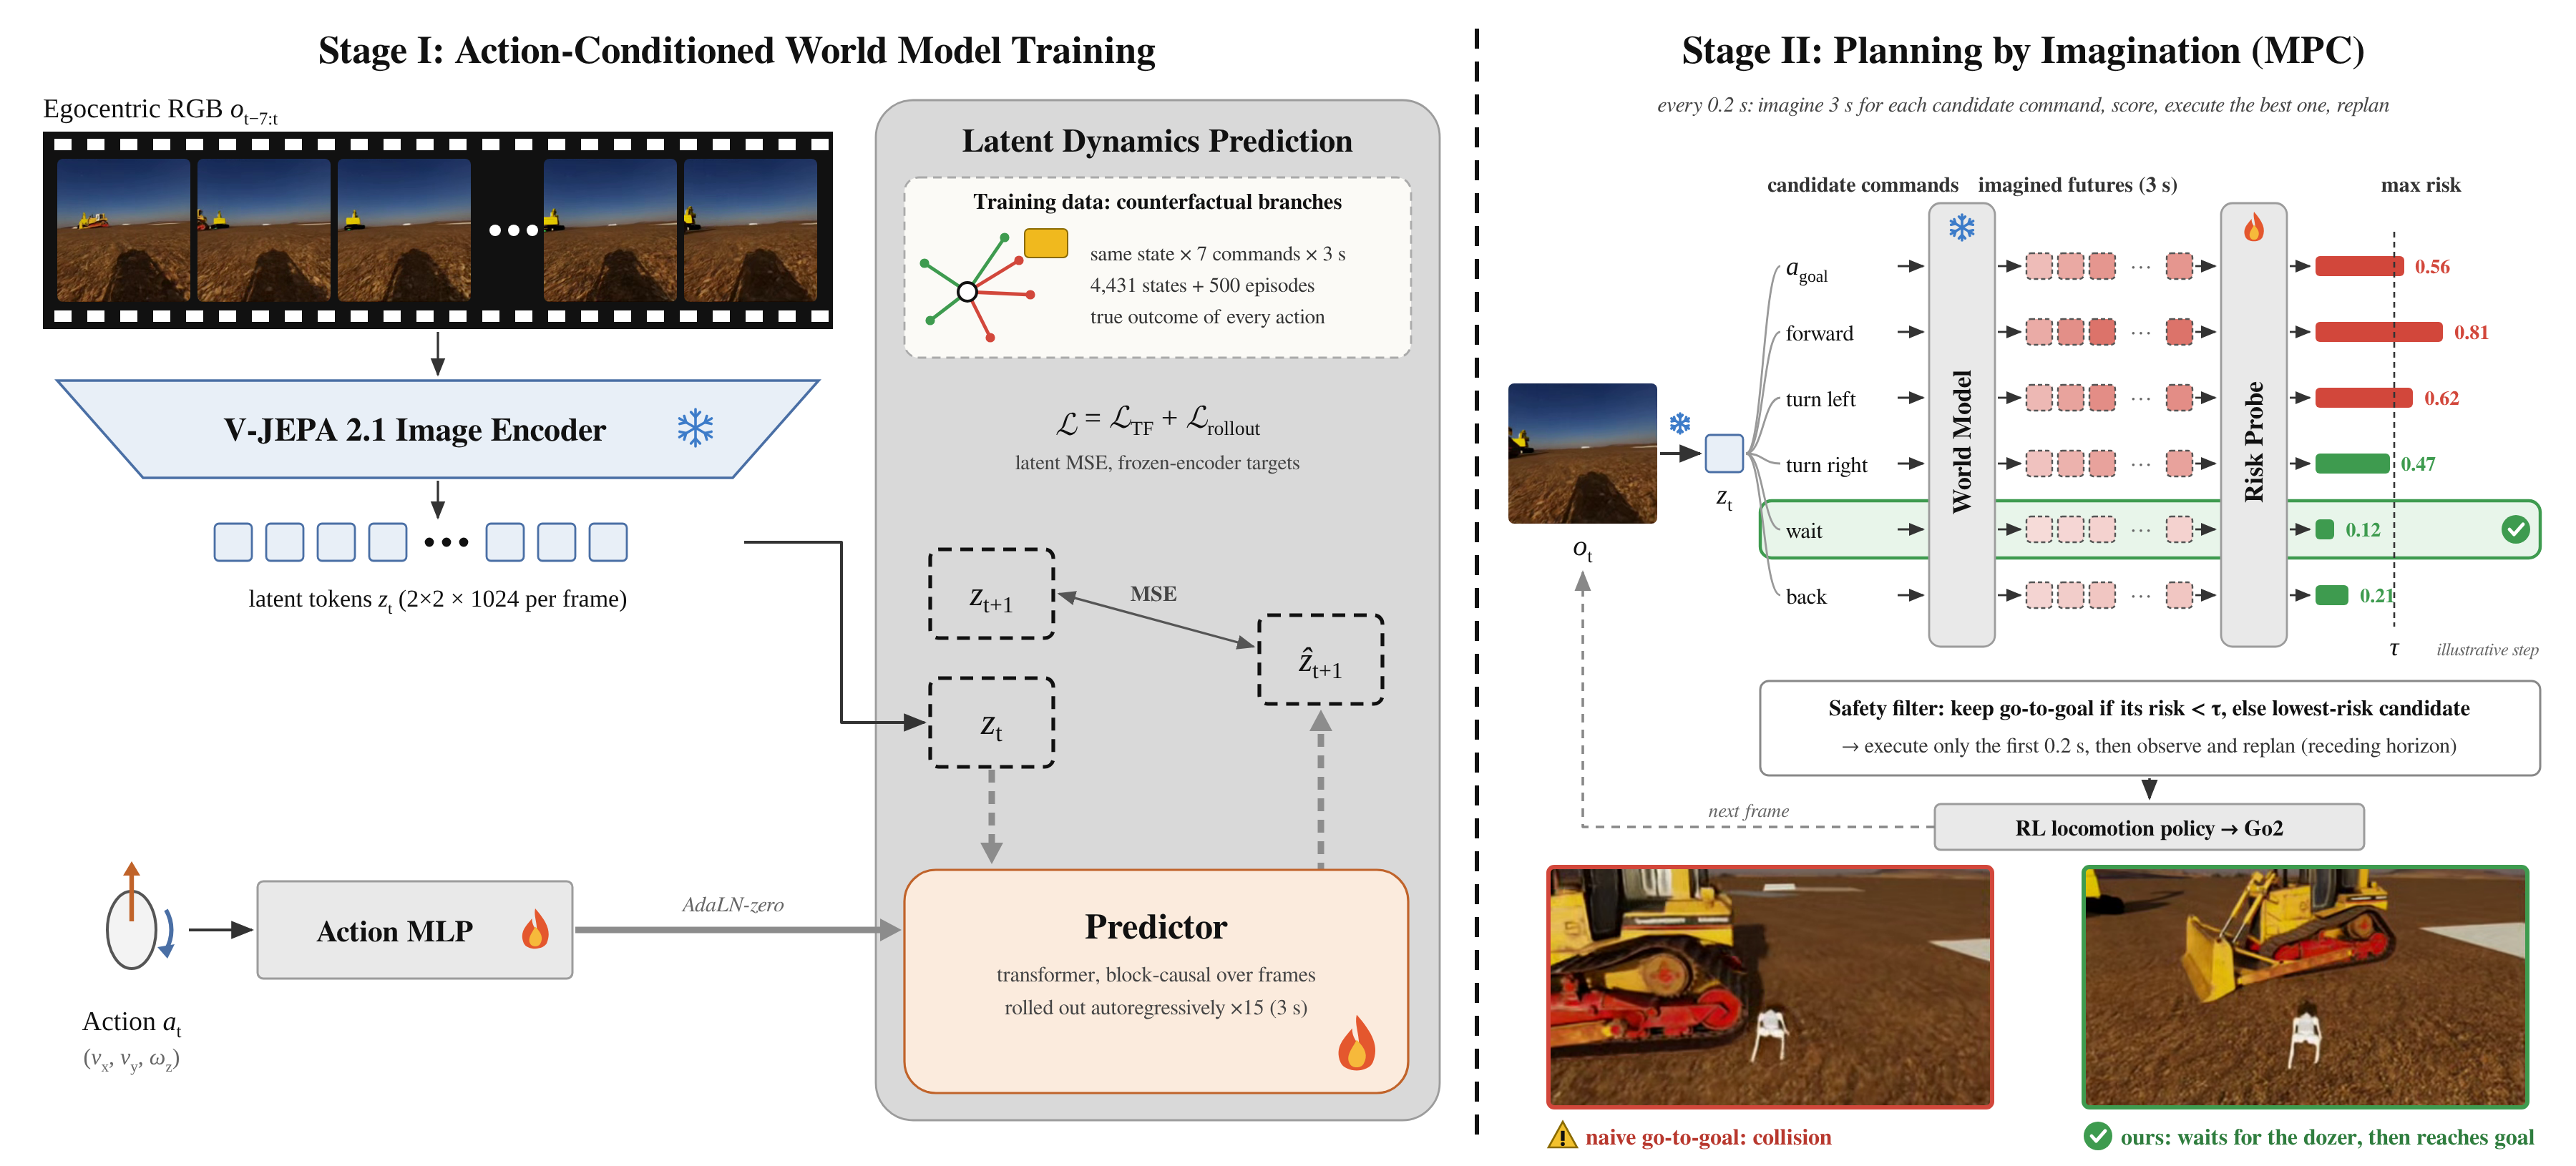 Stage I: Action-Conditioned World Model Training
Egocentric RGB o_{t−7:t}
V-JEPA 2.1 Image Encoder
latent tokens z_t (2×2 × 1024 per frame)
Action MLP
AdaLN-zero
Action a_t
(v_x, v_y, ω_z)
Latent Dynamics Prediction
Training data: counterfactual branches
same state × 7 commands × 3 s
4,431 states + 500 episodes
true outcome of every action
ℒ = ℒ_TF + ℒ_rollout
latent MSE, frozen-encoder targets
z_{t+1}
MSE
ẑ_{t+1}
z_t
Predictor
transformer, block-causal over frames
rolled out autoregressively ×15 (3 s)
Stage II: Planning by Imagination (MPC)
every 0.2 s: imagine 3 s for each candidate command, score, execute the best one, replan
candidate commands imagined futures (3 s) max risk
a_goal 0.56
forward 0.81
turn left 0.62
turn right 0.47
wait 0.12
back 0.21
World Model
Risk Probe
o_t
z_t
τ illustrative step
Safety filter: keep go-to-goal if its risk < τ, else lowest-risk candidate
→ execute only the first 0.2 s, then observe and replan (receding horizon)
next frame
RL locomotion policy → Go2
naive go-to-goal: collision
ours: waits for the dozer, then reaches goal